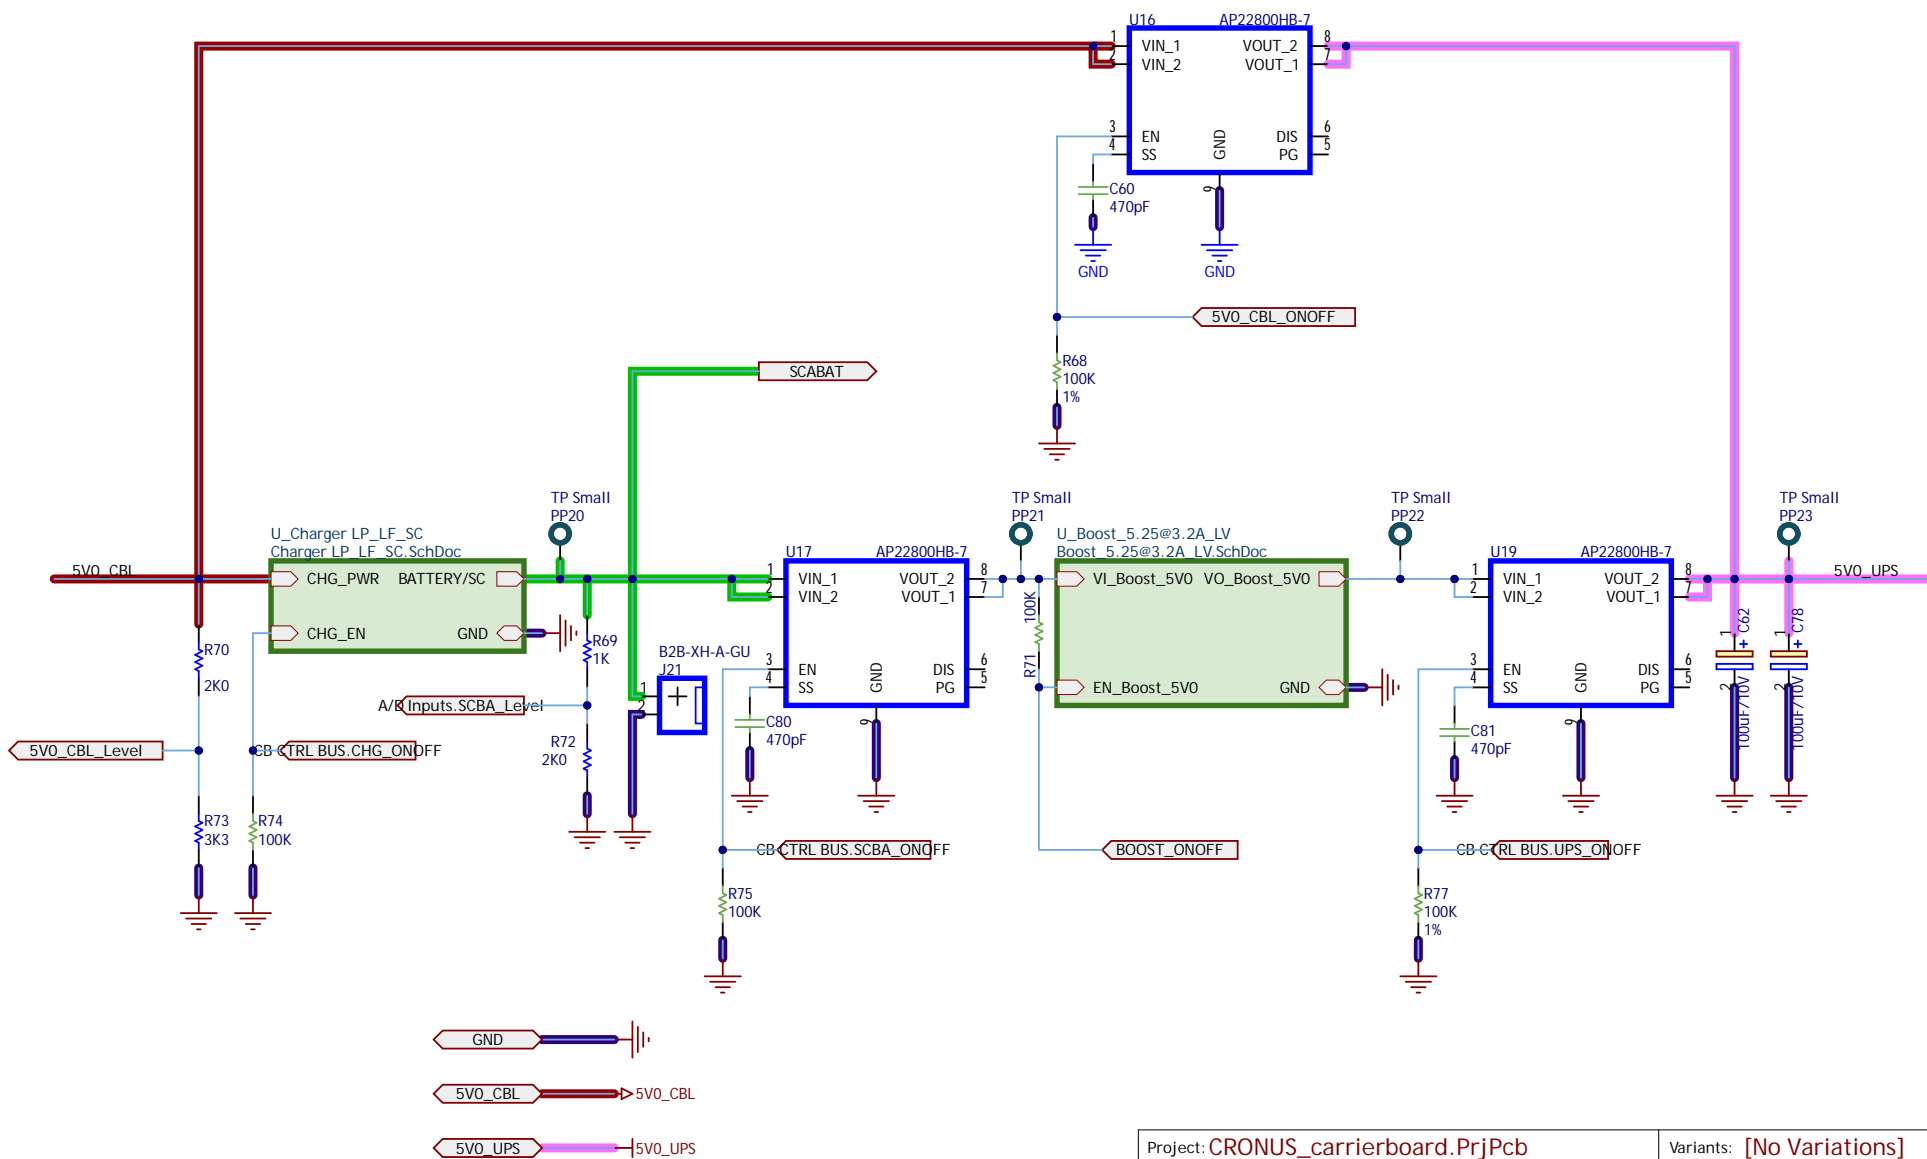 U16 AP22800HB-7
1 VIN_1 VOUT_2 8
2 VIN_2 VOUT_1 7
3 EN DIS 6
4 SS GND PG 5
9
C60
470pF
GND GND
5V0_CBL_ONOFF
R68
100K
1%
SCABAT
TP Small
PP20
TP Small
PP21
TP Small
PP22
TP Small
PP23
U_Charger LP_LF_SC
Charger LP_LF_SC.SchDoc
5V0_CBL
CHG_PWR BATTERY/SC
CHG_EN GND
U17 AP22800HB-7
1 VIN_1 VOUT_2 8
2 VIN_2 VOUT_1 7
3 EN DIS 6
4 SS GND PG 5
9
U_Boost_5.25@3.2A_LV
Boost_5.25@3.2A_LV.SchDoc
VI_Boost_5V0 VO_Boost_5V0
EN_Boost_5V0 GND
100K
R71
U19 AP22800HB-7
1 VIN_1 VOUT_2 8
2 VIN_2 VOUT_1 7
3 EN DIS 6
4 SS GND PG 5
9
5V0_UPS
1 + C62
2 100uF/10V
1 + C78
2 100uF/10V
R70
2K0
R69
1K
B2B-XH-A-GU
J21
1
2
A/D Inputs.SCBA_Level
R72
2K0
C80
470pF
C81
470pF
5V0_CBL_Level
CB CTRL BUS.CHG_ONOFF
R73
3K3
R74
100K
CB CTRL BUS.SCBA_ONOFF
BOOST_ONOFF
CB CTRL BUS.UPS_ONOFF
R75
100K
R77
100K
1%
GND
5V0_CBL 5V0_CBL
5V0_UPS 5V0_UPS
Project: CRONUS_carrierboard.PrjPcb Variants: [No Variations]